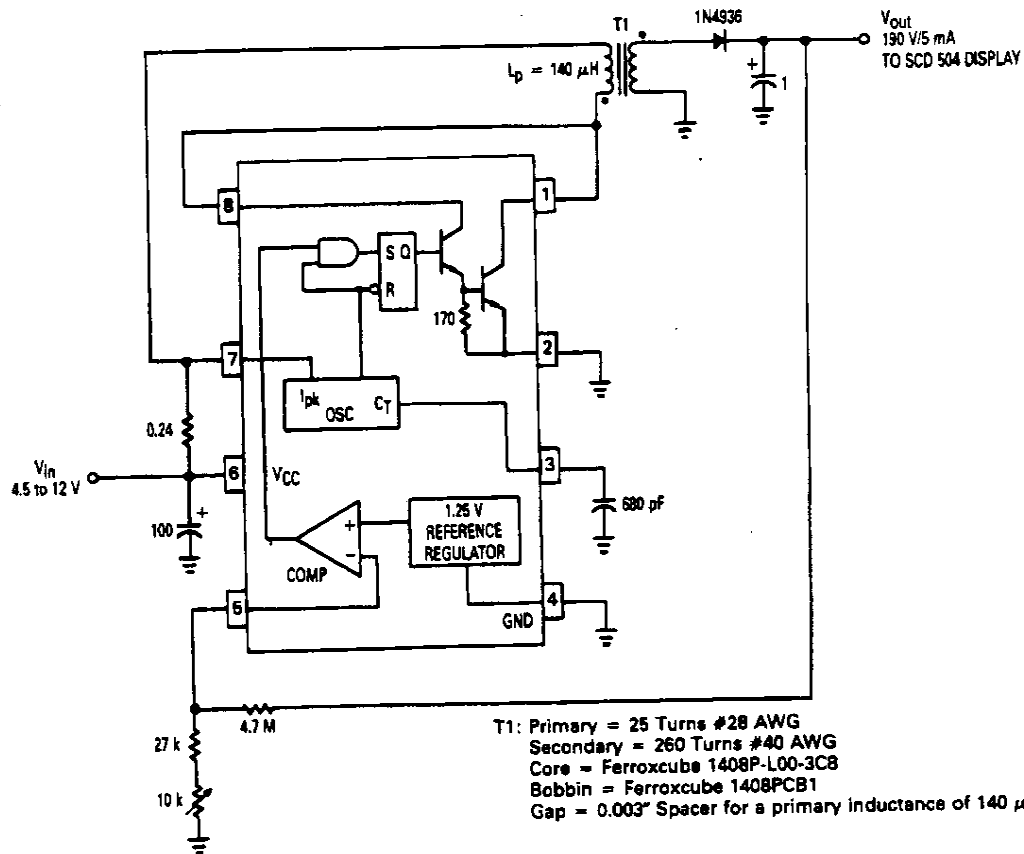 T1
1N4936
Vout
190 V/5 mA
TO SCD 504 DISPLAY
Lp = 140 μH
+
1
8
1
S Q
R
170
2
7
Ipk
CT
OSC
0.24
Vin
4.5 to 12 V
6
VCC
3
680 pF
100
+
1.25 V
REFERENCE
REGULATOR
+
−
COMP
5
4
GND
4.7 M
27 k
10 k
T1: Primary = 25 Turns #28 AWG
Secondary = 260 Turns #40 AWG
Core = Ferroxcube 1408P-L00-3C8
Bobbin = Ferroxcube 1408PCB1
Gap = 0.003″ Spacer for a primary inductance of 140 μ